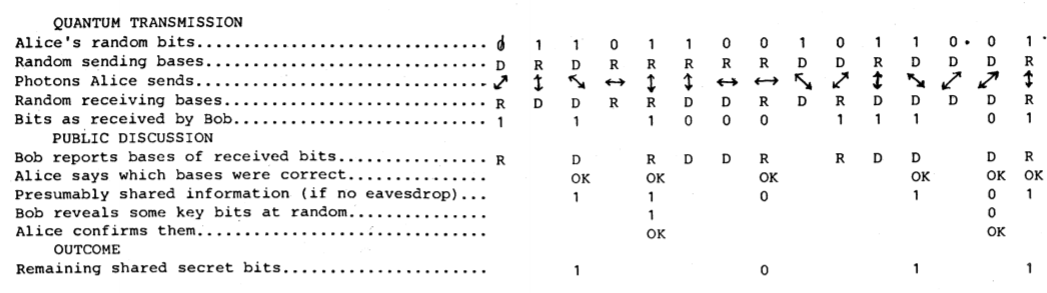 QUANTUM TRANSMISSION
Alice's random bits................................ 0 1 1 0 1 1 0 0 1 0 1 1 0 0 1
Random sending bases............................... D R D R R R R R D D R D D D R
Photons Alice sends................................ ⤢ ↕ ⤡ ↔ ↕ ↕ ↔ ↔ ⤡ ⤢ ↕ ⤡ ⤢ ⤢ ↕
Random receiving bases............................. R D D R R D D R D R D D D D R
Bits as received by Bob............................ 1 1 1 0 0 0 1 1 1 0 1
PUBLIC DISCUSSION
Bob reports bases of received bits................. R D R D D R R D D D R
Alice says which bases were correct................ OK OK OK OK OK OK
Presumably shared information (if no eavesdrop)... 1 1 0 1 0 1
Bob reveals some key bits at random................ 1 0
Alice confirms them................................ OK OK
OUTCOME
Remaining shared secret bits....................... 1 0 1 1